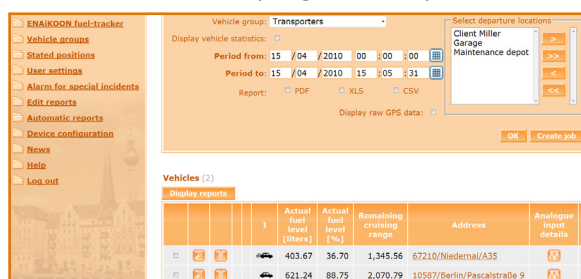 ENAiKOON fuel-tracker
Vehicle groups
Stated positions
User settings
Alarm for special incidents
Edit reports
Automatic reports
Device configuration
News
Help
Log out
Vehicle group: Transporters
Display vehicle statistics:
Period from: 15 / 04 / 2010 00 : 00 : 00
Period to: 15 / 04 / 2010 15 : 05 : 31
Report: PDF XLS CSV
Display raw GPS data:
Select departure locations
Client Miller
Garage
Maintenance depot
>
>>
<
<<
OK Create job
Vehicles (2)
Display reports
I
Actual fuel level [liters]
Actual fuel level [%]
Remaining cruising range
Address
Analogue input details
403.67 36.70 1,345.56 67210/Niedernai/A35
621.24 88.75 2,070.79 10587/Berlin/Pascalstraße 9